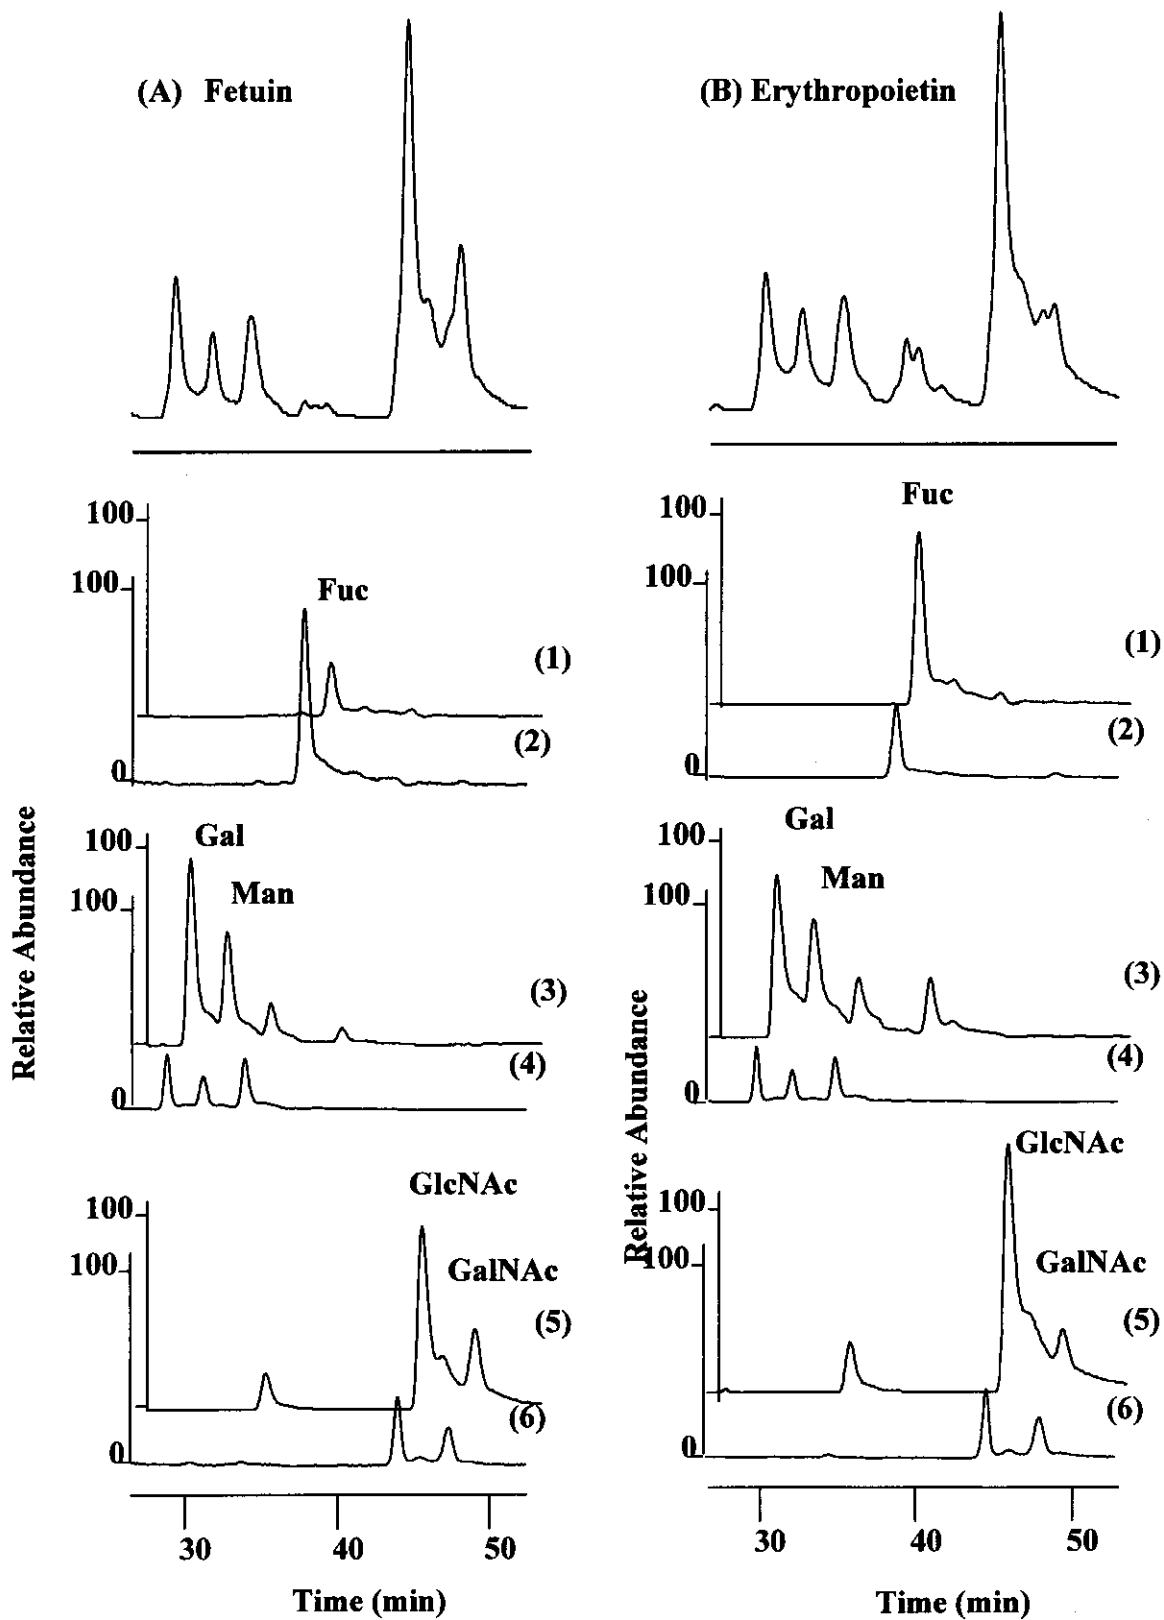 (A) Fetuin
(B) Erythropoietin
100
100
Fuc
(1)
(2)
0
100
Gal
100
Man
(3)
(4)
0
Relative Abundance
GlcNAc
100
100
GalNAc
(5)
(6)
0
30 40 50
Time (min)
Fuc
100
100
(1)
(2)
0
Gal
100
Man
100
(3)
(4)
0
Relative Abundance
GlcNAc
100
100
GalNAc
(5)
(6)
0
30 40 50
Time (min)